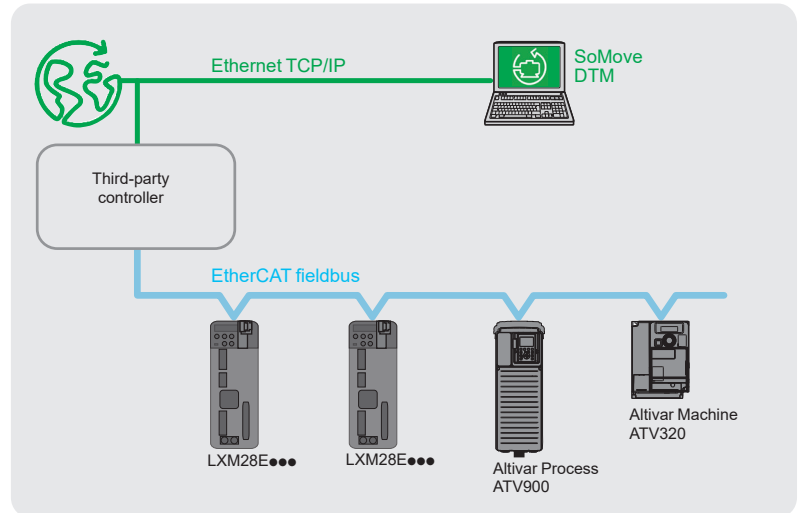 Ethernet TCP/IP
SoMove
DTM
Third-party
controller
EtherCAT fieldbus
LXM28E●●●
LXM28E●●●
Altivar Process
ATV900
Altivar Machine
ATV320